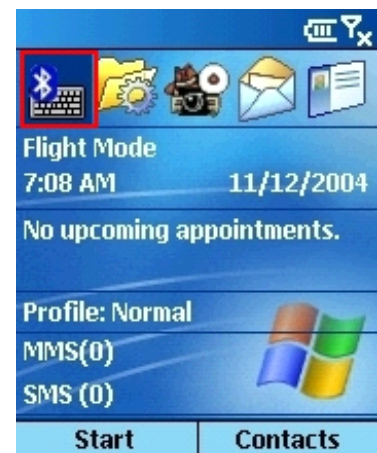 Flight Mode
7:08 AM 11/12/2004
No upcoming appointments.
Profile: Normal
MMS(0)
SMS (0)
Start Contacts